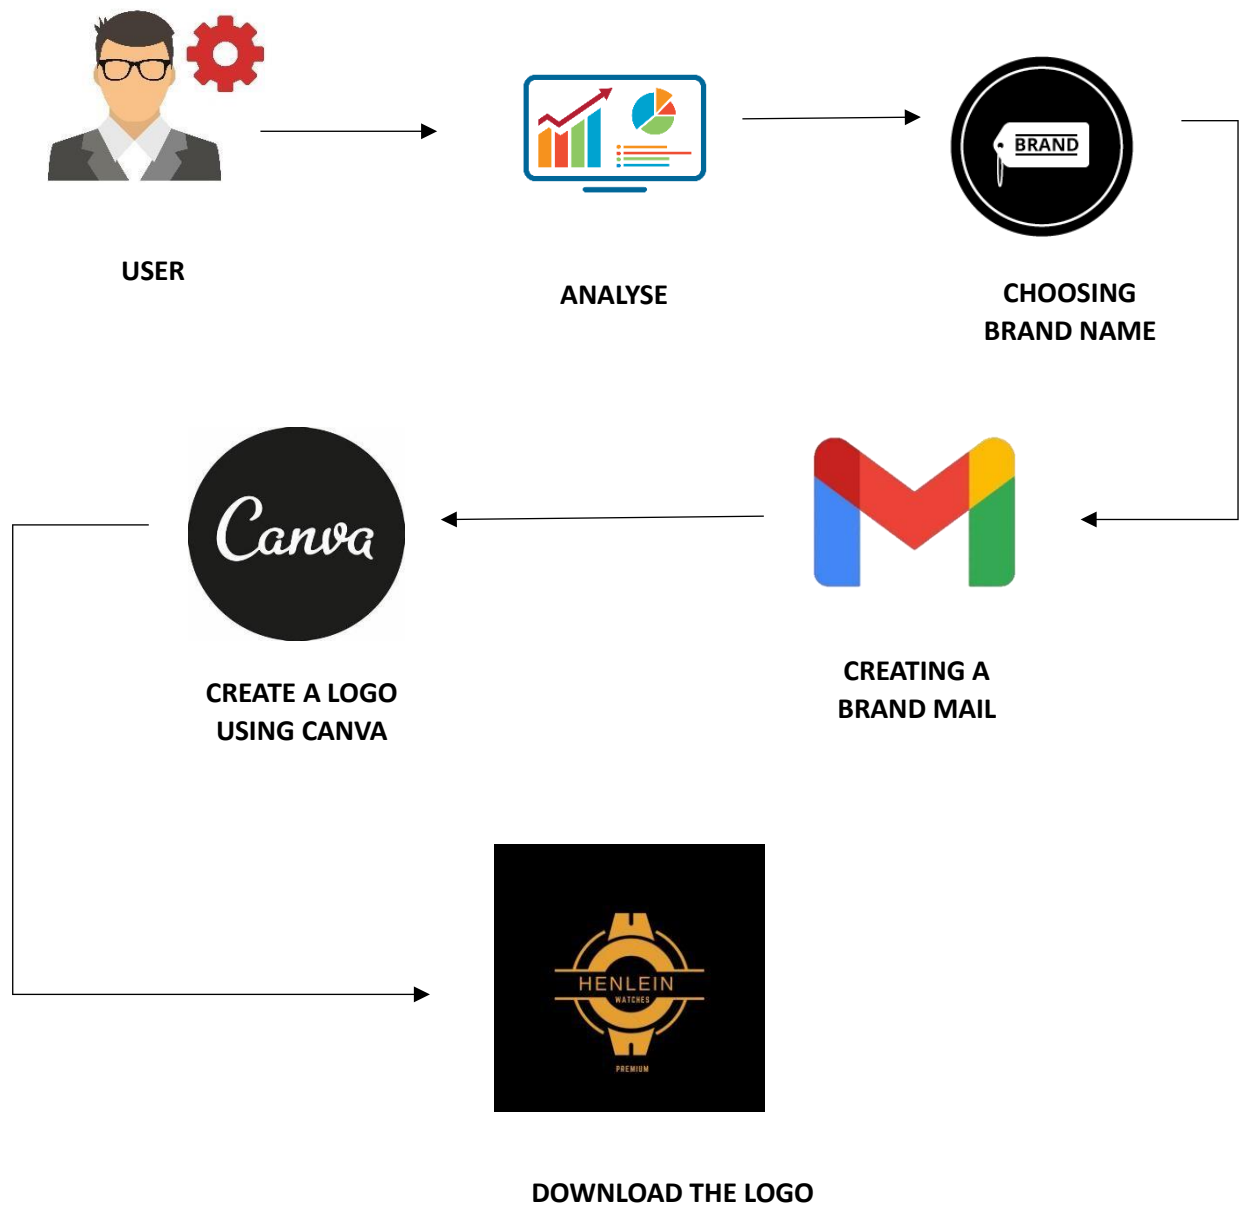 BRAND
USER
ANALYSE
CHOOSING
BRAND NAME
Canva
CREATING A
BRAND MAIL
CREATE A LOGO
USING CANVA
HENLEIN
WATCHES
PREMIUM
DOWNLOAD THE LOGO